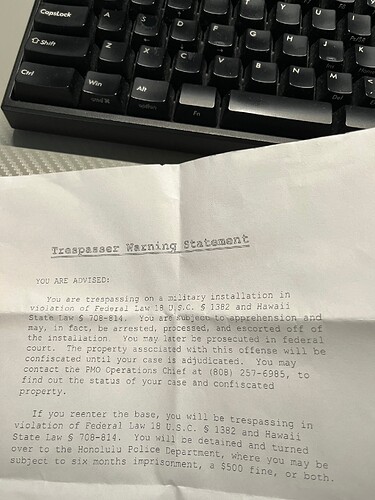 T Y U I
CapsLock A S D F G H J K
Shift Z X C V B N M
Ctrl Win Alt Fn
Trespasser Warning Statement
YOU ARE ADVISED:
You are trespassing on a military installation in
violation of Federal Law 18 U.S.C. § 1382 and Hawaii
State Law § 708-814. You are subject to apprehension and
may, in fact, be arrested, processed, and escorted off of
the installation. You may later be prosecuted in federal
court. The property associated with this offense will be
confiscated until your case is adjudicated. You may
contact the PMO Operations Chief at (808) 257-6985, to
find out the status of your case and confiscated
property.
If you reenter the base, you will be trespassing in
violation of Federal Law 18 U.S.C. § 1382 and Hawaii
State Law § 708-814. You will be detained and turned
over to the Honolulu Police Department, where you may be
subject to six months imprisonment, a $500 fine, or both.